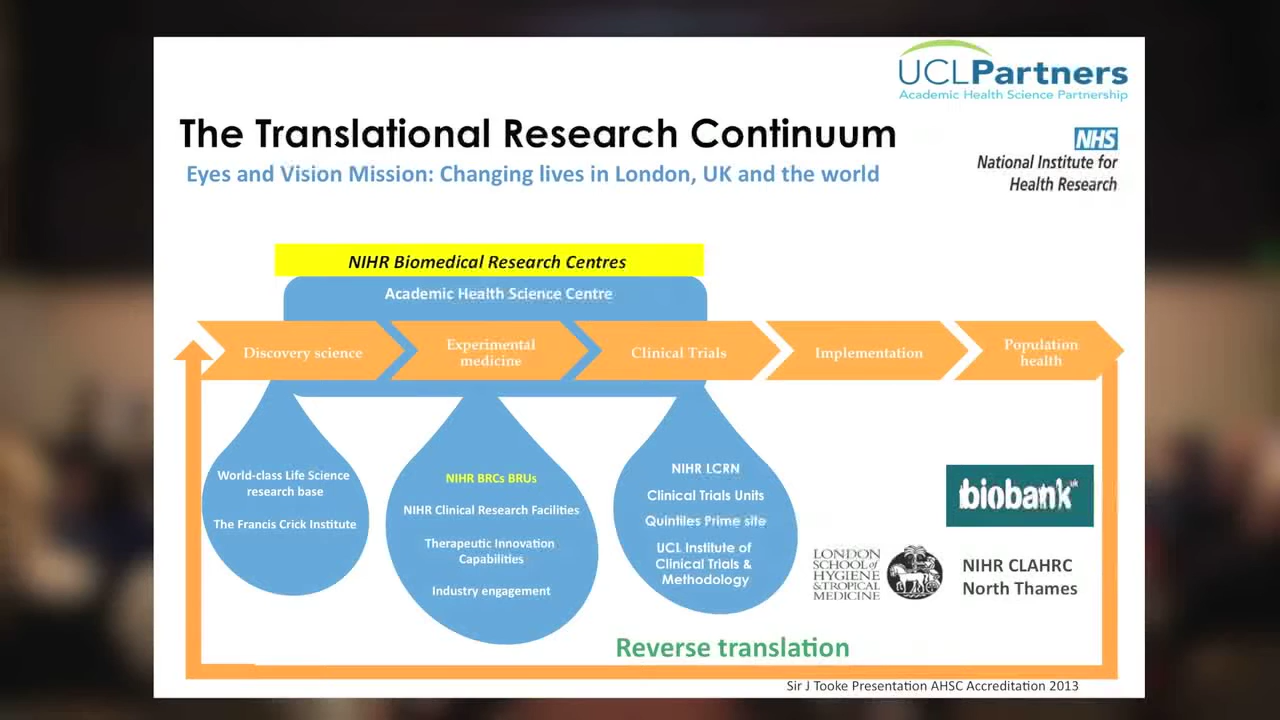 UCLPartners
Academic Health Science Partnership
The Translational Research Continuum
NHS
Eyes and Vision Mission: Changing lives in London, UK and the world
National Institute for
Health Research
NIHR Biomedical Research Centres
Academic Health Science Centre
Discovery science
Experimental
medicine
Clinical Trials
Implementation
Population
health
World-class Life Science
research base
The Francis Crick Institute
NIHR BRCs BRUs
NIHR Clinical Research Facilities
Therapeutic Innovation
Capabilities
Industry engagement
NIHR LCRN
Clinical Trials Units
Quintiles Prime site
UCL Institute of
Clinical Trials &
Methodology
biobank uk
LONDON
SCHOOL of
HYGIENE
& TROPICAL
MEDICINE
NIHR CLAHRC
North Thames
Reverse translation
Sir J Tooke Presentation AHSC Accreditation 2013